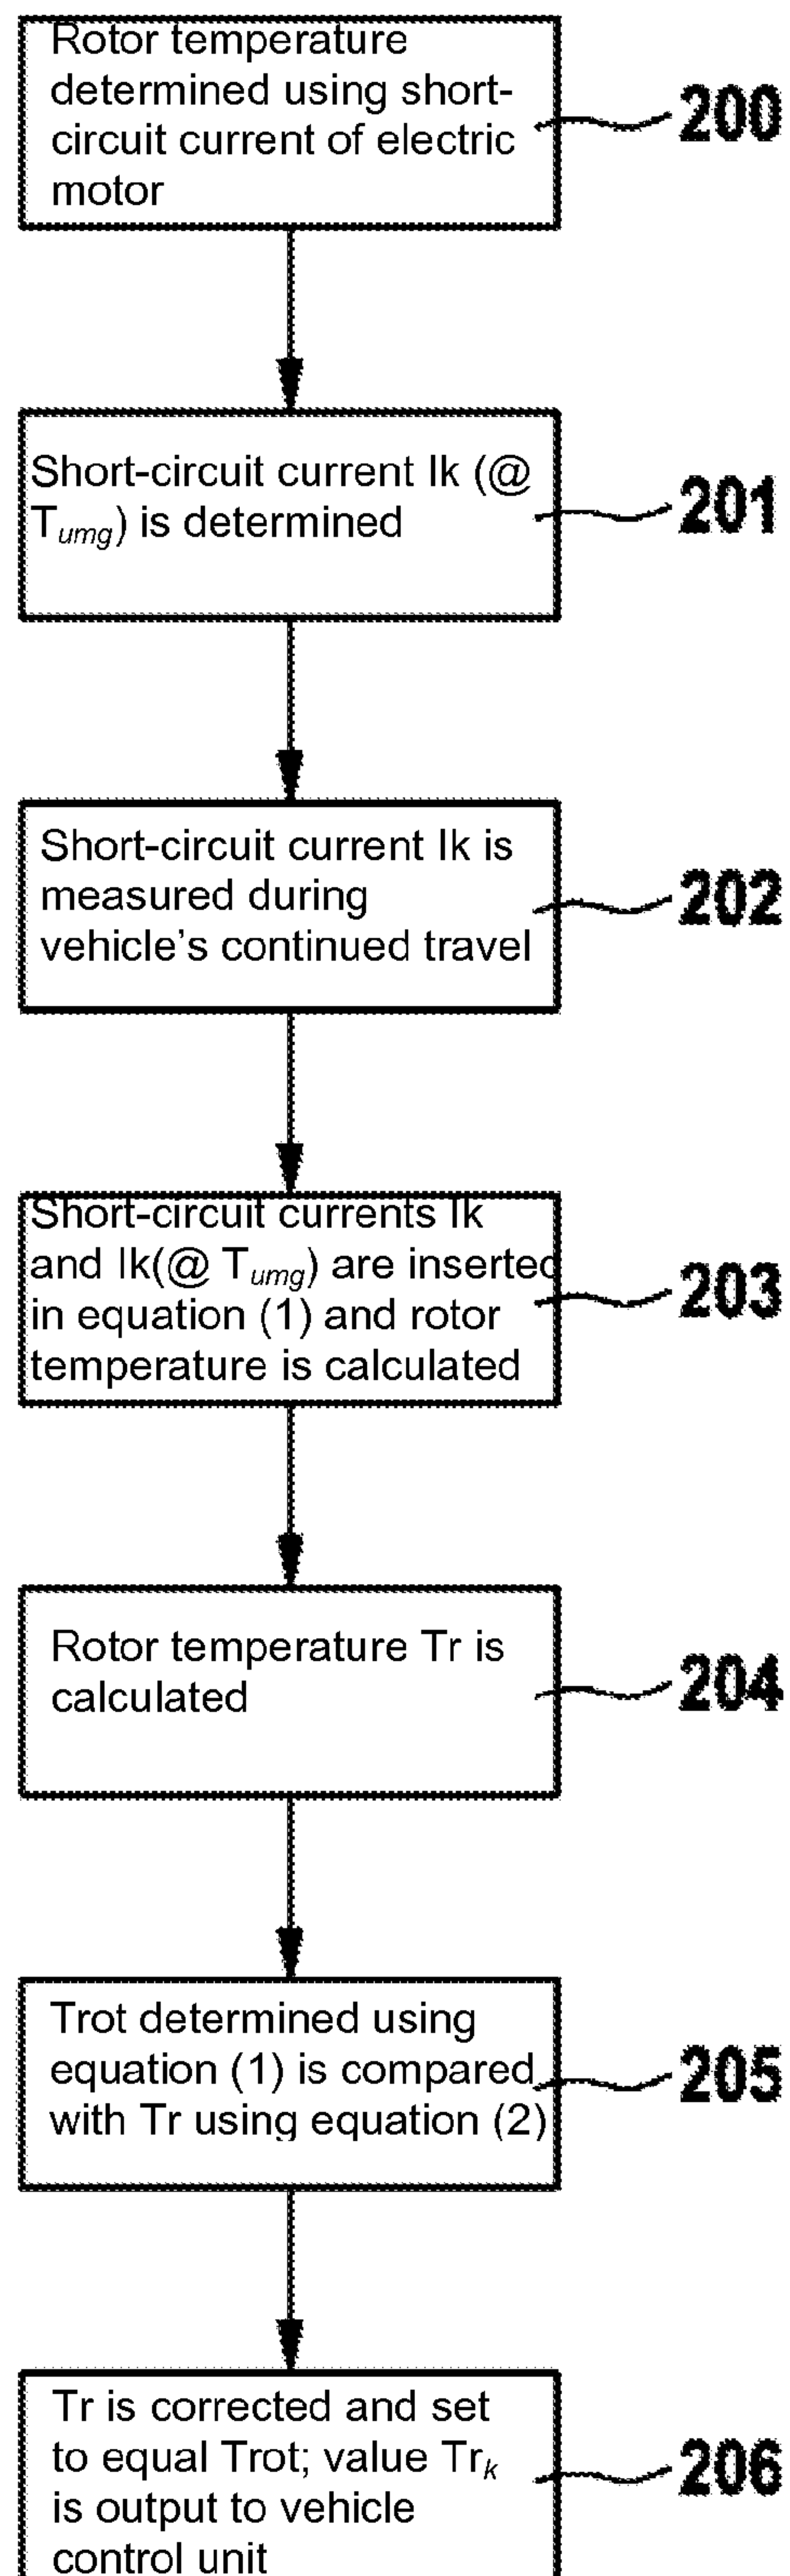 Rotor temperature
determined using short-
circuit current of electric
motor
200
Short-circuit current Ik (@
Tumg) is determined
201
Short-circuit current Ik is
measured during
vehicle's continued travel
202
Short-circuit currents Ik
and Ik(@ Tumg) are inserted
in equation (1) and rotor
temperature is calculated
203
Rotor temperature Tr is
calculated
204
Trot determined using
equation (1) is compared
with Tr using equation (2)
205
Tr is corrected and set
to equal Trot; value Trk
is output to vehicle
control unit
206